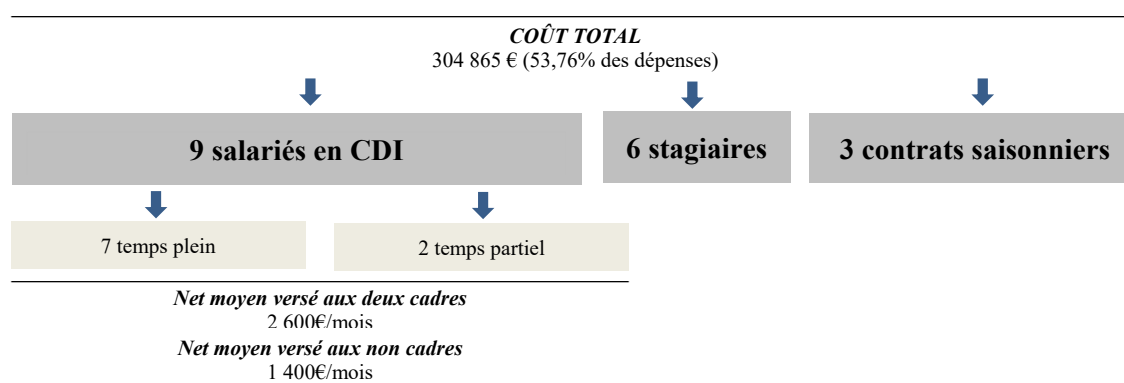 COÛT TOTAL
304 865 € (53,76% des dépenses)
9 salariés en CDI
6 stagiaires
3 contrats saisonniers
7 temps plein
2 temps partiel
Net moyen versé aux deux cadres
2 600€/mois
Net moyen versé aux non cadres
1 400€/mois